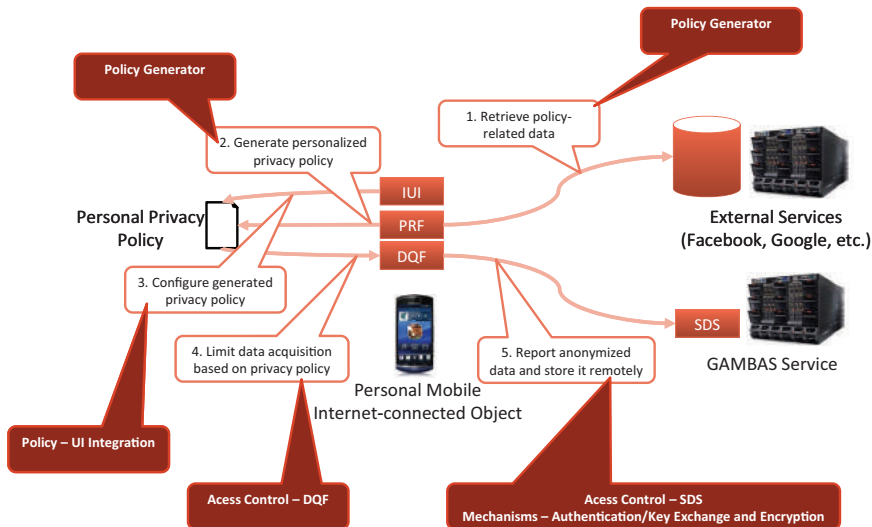 Policy Generator
Policy Generator
1. Retrieve policy-
related data
2. Generate personalized
privacy policy
IUI
PRF
DQF
Personal Privacy
Policy
External Services
(Facebook, Google, etc.)
3. Configure generated
privacy policy
4. Limit data acquisition
based on privacy policy
5. Report anonymized
data and store it remotely
SDS
GAMBAS Service
Personal Mobile
Internet-connected Object
Policy – UI Integration
Acess Control – DQF
Acess Control – SDS
Mechanisms – Authentication/Key Exchange and Encryption